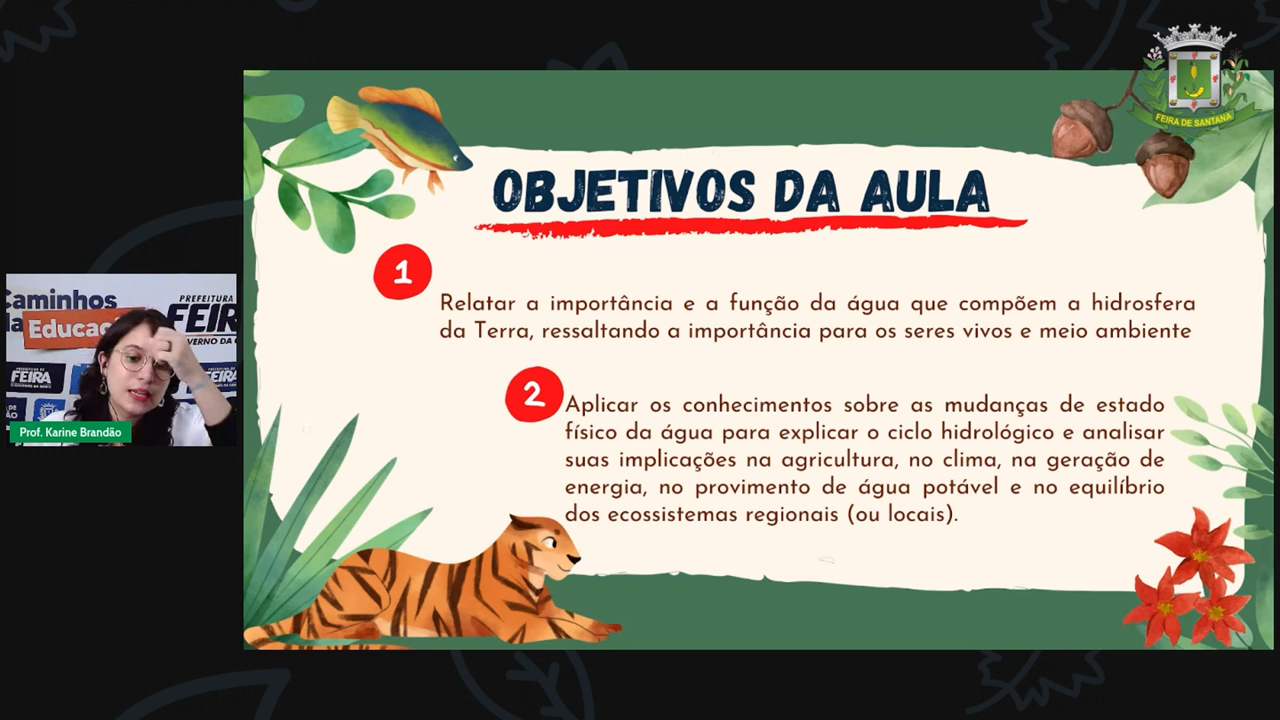 FEIRA DE SANTANA
OBJETIVOS DA AULA
1
Relatar a importância e a função da água que compõem a hidrosfera
da Terra, ressaltando a importância para os seres vivos e meio ambiente
2
Aplicar os conhecimentos sobre as mudanças de estado
físico da água para explicar o ciclo hidrológico e analisar
suas implicações na agricultura, no clima, na geração de
energia, no provimento de água potável e no equilíbrio
dos ecossistemas regionais (ou locais).
Caminhos
Educaç
PREFEITURA
FEIR
FEIRA
Prof. Karine Brandão